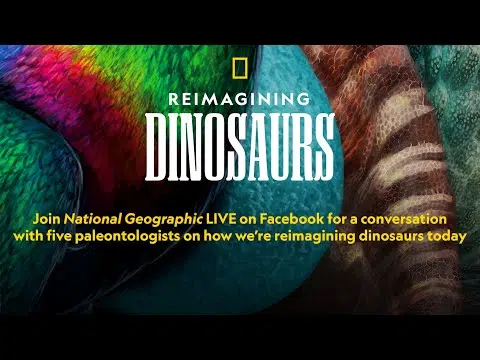 REIMAGINING
DINOSAURS
Join National Geographic LIVE on Facebook for a conversation
with five paleontologists on how we're reimagining dinosaurs today